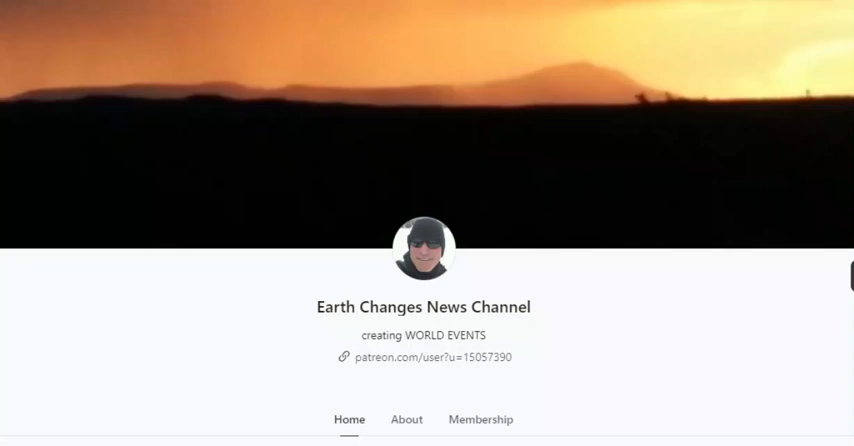 Earth Changes News Channel
creating WORLD EVENTS
patreon.com/user?u=15057390
Home About Membership